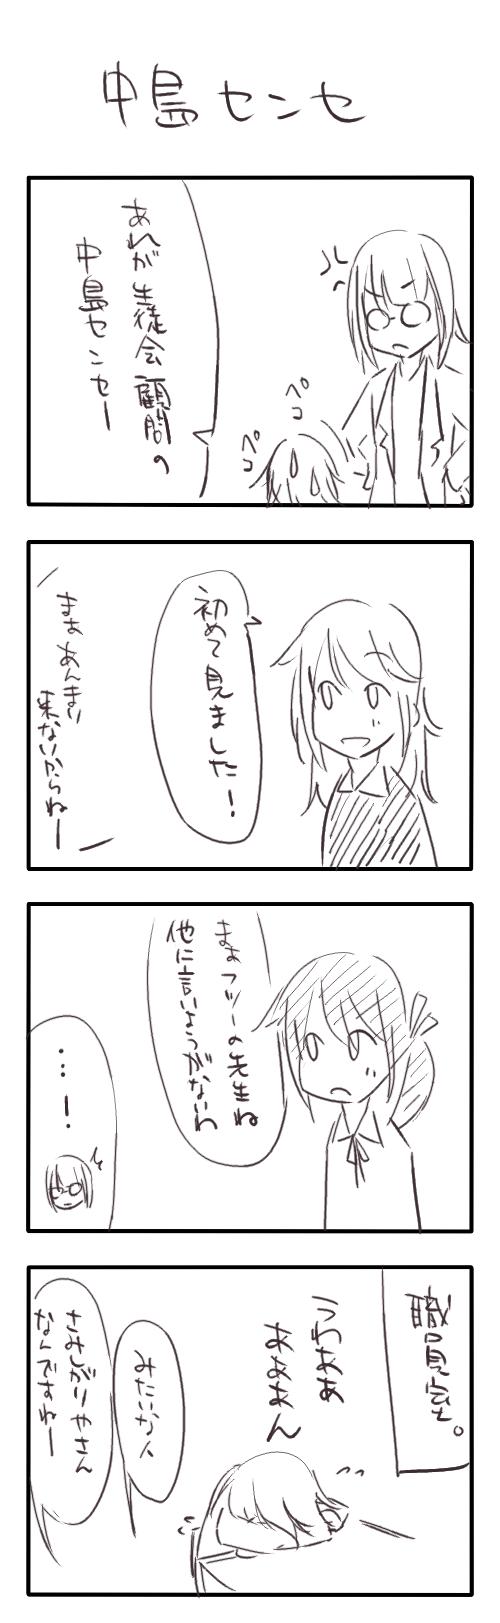 中島センセ
あれが生徒会顧問の
中島センセー
ペコ
ペコ
初めて見ました!
まぁあんまり
来ないからねー
まぁフツーの先生ね
他に言いようがないわ
…!
職員室。
うわぁぁ
あぁぁん
みたいな人
さみしがりやさん
なんですねー